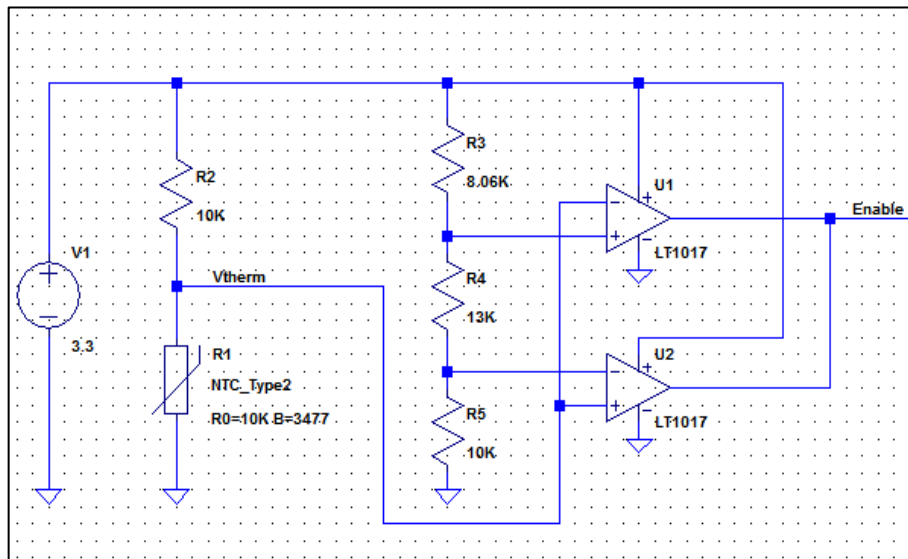 R3
8.06K
R2
10K
U1
Enable
LT1017
V1
Vtherm
R4
13K
3.3
R1
NTC_Type2
R0=10K B=3477
U2
R5
10K
LT1017